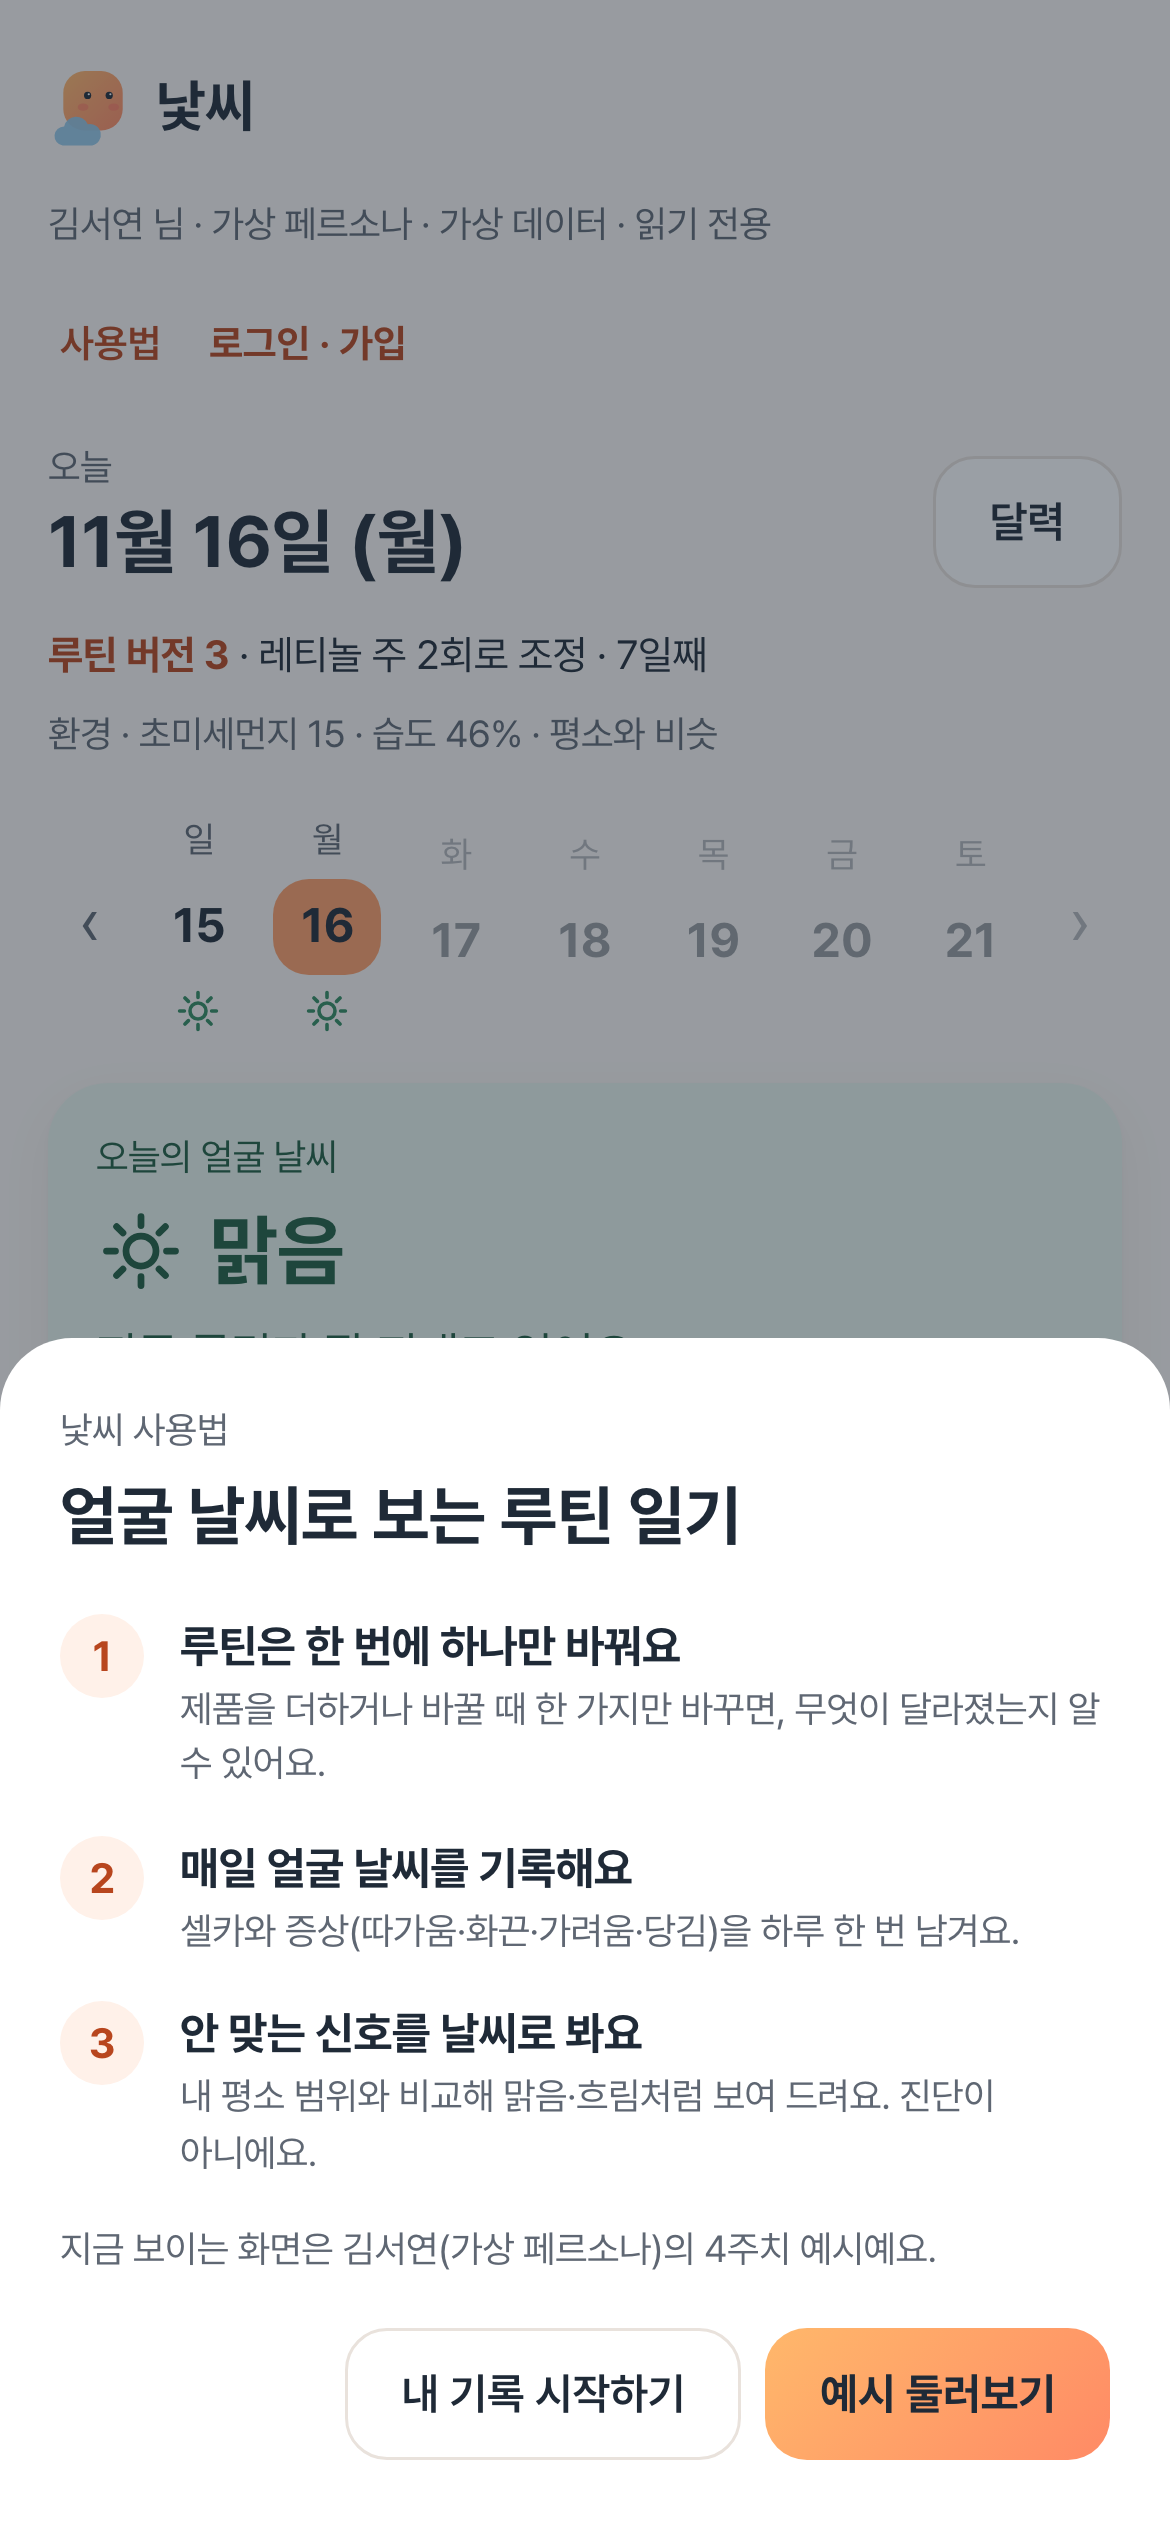 낯씨
김서연 님 · 가상 페르소나 · 가상 데이터 · 읽기 전용
사용법 로그인 · 가입
오늘
11월 16일 (월)
달력
루틴 버전 3 · 레티놀 주 2회로 조정 · 7일째
환경 · 초미세먼지 15 · 습도 46% · 평소와 비슷
일 월 화 수 목 금 토
‹ 15 16 17 18 19 20 21 ›
오늘의 얼굴 날씨
맑음
낯씨 사용법
얼굴 날씨로 보는 루틴 일기
1 루틴은 한 번에 하나만 바꿔요
제품을 더하거나 바꿀 때 한 가지만 바꾸면, 무엇이 달라졌는지 알
수 있어요.
2 매일 얼굴 날씨를 기록해요
셀카와 증상(따가움·화끈·가려움·당김)을 하루 한 번 남겨요.
3 안 맞는 신호를 날씨로 봐요
내 평소 범위와 비교해 맑음·흐림처럼 보여 드려요. 진단이
아니에요.
지금 보이는 화면은 김서연(가상 페르소나)의 4주치 예시예요.
내 기록 시작하기 예시 둘러보기